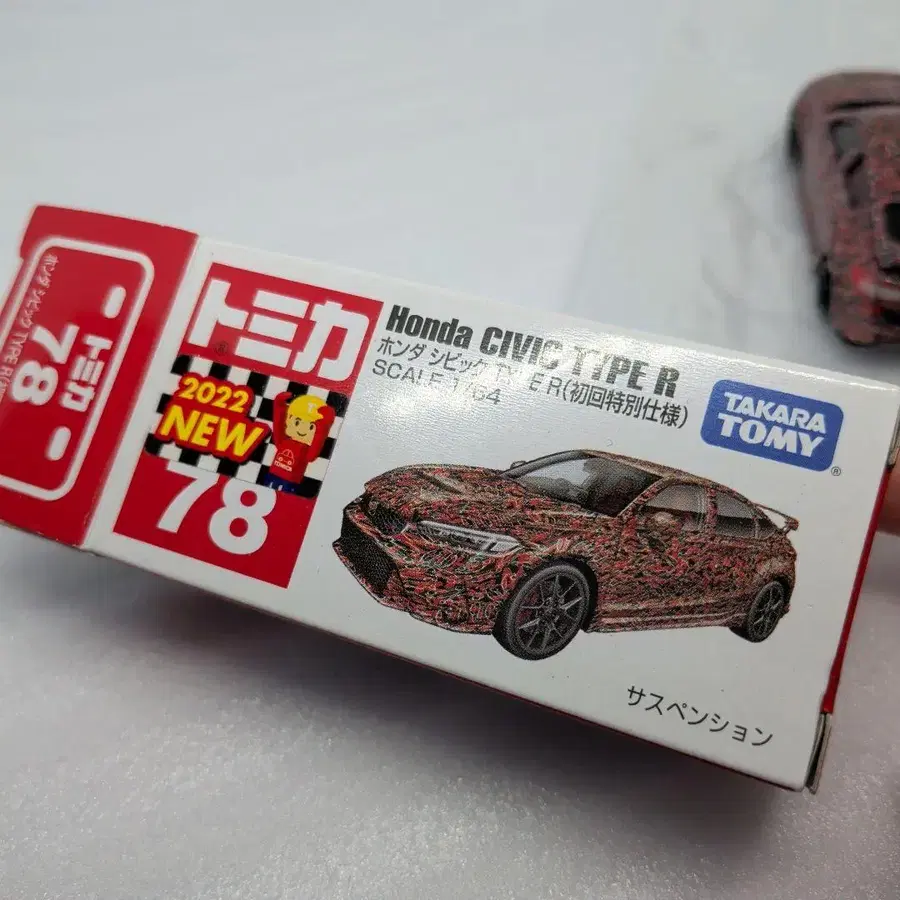 ホンダ シビック TYPE R(
トミカ
78
トミカ
®
2022
NEW
78
Honda CIVIC TYPE R
ホンダ シビック TYPE R(初回特別仕様)
SCALE 1/64
TAKARA
TOMY
®
サスペンション